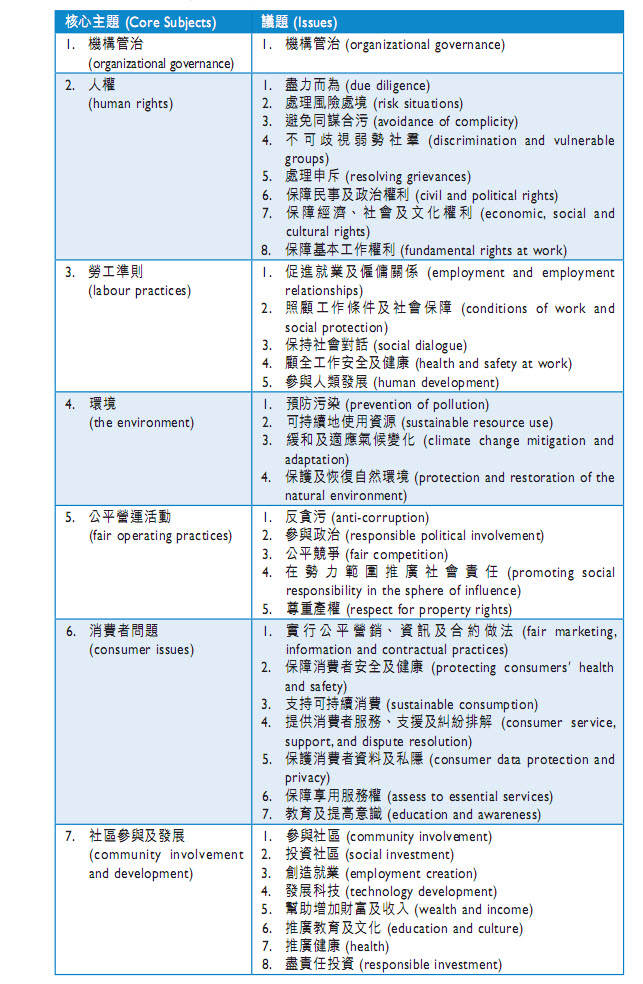 核心主題 (Core Subjects)
議題 (Issues)
1. 機構管治
(organizational governance)
1. 機構管治 (organizational governance)
2. 人權
(human rights)
1. 盡力而為 (due diligence)
2. 處理風險處境 (risk situations)
3. 避免同謀合污 (avoidance of complicity)
4. 不可歧視弱勢社羣 (discrimination and vulnerable
groups)
5. 處理申斥 (resolving grievances)
6. 保障民事及政治權利 (civil and political rights)
7. 保障經濟、社會及文化權利 (economic, social and
cultural rights)
8. 保障基本工作權利 (fundamental rights at work)
3. 勞工準則
(labour practices)
1. 促進就業及僱傭關係 (employment and employment
relationships)
2. 照顧工作條件及社會保障 (conditions of work and
social protection)
3. 保持社會對話 (social dialogue)
4. 顧全工作安全及健康 (health and safety at work)
5. 參與人類發展 (human development)
4. 環境
(the environment)
1. 預防污染 (prevention of pollution)
2. 可持續地使用資源 (sustainable resource use)
3. 緩和及適應氣候變化 (climate change mitigation and
adaptation)
4. 保護及恢復自然環境 (protection and restoration of the
natural environment)
5. 公平營運活動
(fair operating practices)
1. 反貪污 (anti-corruption)
2. 參與政治 (responsible political involvement)
3. 公平競爭 (fair competition)
4. 在勢力範圍推廣社會責任 (promoting social
responsibility in the sphere of influence)
5. 尊重產權 (respect for property rights)
6. 消費者問題
(consumer issues)
1. 實行公平營銷、資訊及合約做法 (fair marketing,
information and contractual practices)
2. 保障消費者安全及健康 (protecting consumers' health
and safety)
3. 支持可持續消費 (sustainable consumption)
4. 提供消費者服務、支援及糾紛排解 (consumer service,
support, and dispute resolution)
5. 保護消費者資料及私隱 (consumer data protection and
privacy)
6. 保障享用服務權 (assess to essential services)
7. 教育及提高意識 (education and awareness)
7. 社區參與及發展
(community involvement
and development)
1. 參與社區 (community involvement)
2. 投資社區 (social investment)
3. 創造就業 (employment creation)
4. 發展科技 (technology development)
5. 幫助增加財富及收入 (wealth and income)
6. 推廣教育及文化 (education and culture)
7. 推廣健康 (health)
8. 盡責任投資 (responsible investment)